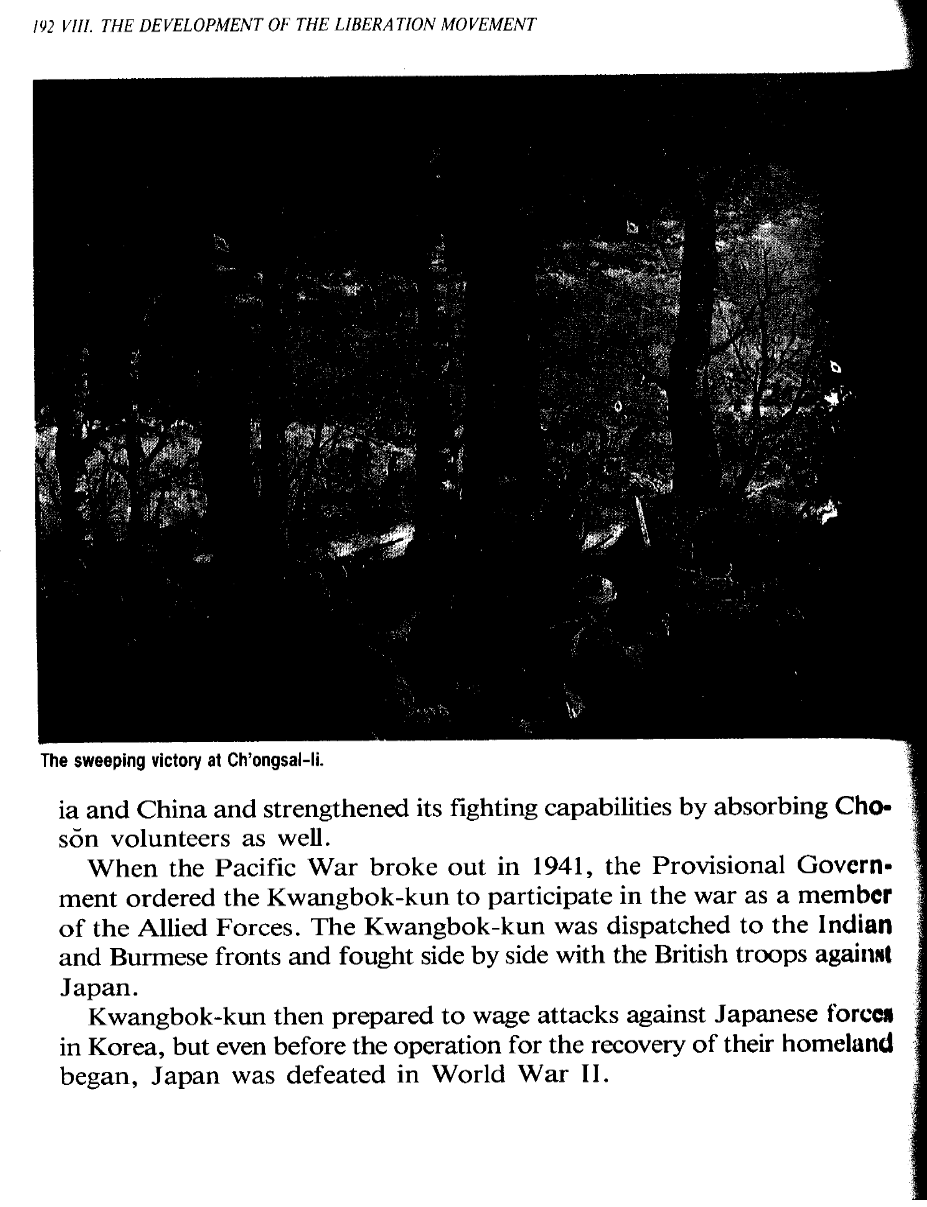 192 VIII. THE DEVELOPMENT OF THE LIBERATION MOVEMENT
The sweeping victory at Ch'ongsal-li.
ia and China and strengthened its fighting capabilities by absorbing Cho-
sŏn volunteers as well.
When the Pacific War broke out in 1941, the Provisional Govern-
ment ordered the Kwangbok-kun to participate in the war as a member
of the Allied Forces. The Kwangbok-kun was dispatched to the Indian
and Burmese fronts and fought side by side with the British troops against
Japan.
Kwangbok-kun then prepared to wage attacks against Japanese forces
in Korea, but even before the operation for the recovery of their homeland
began, Japan was defeated in World War II.